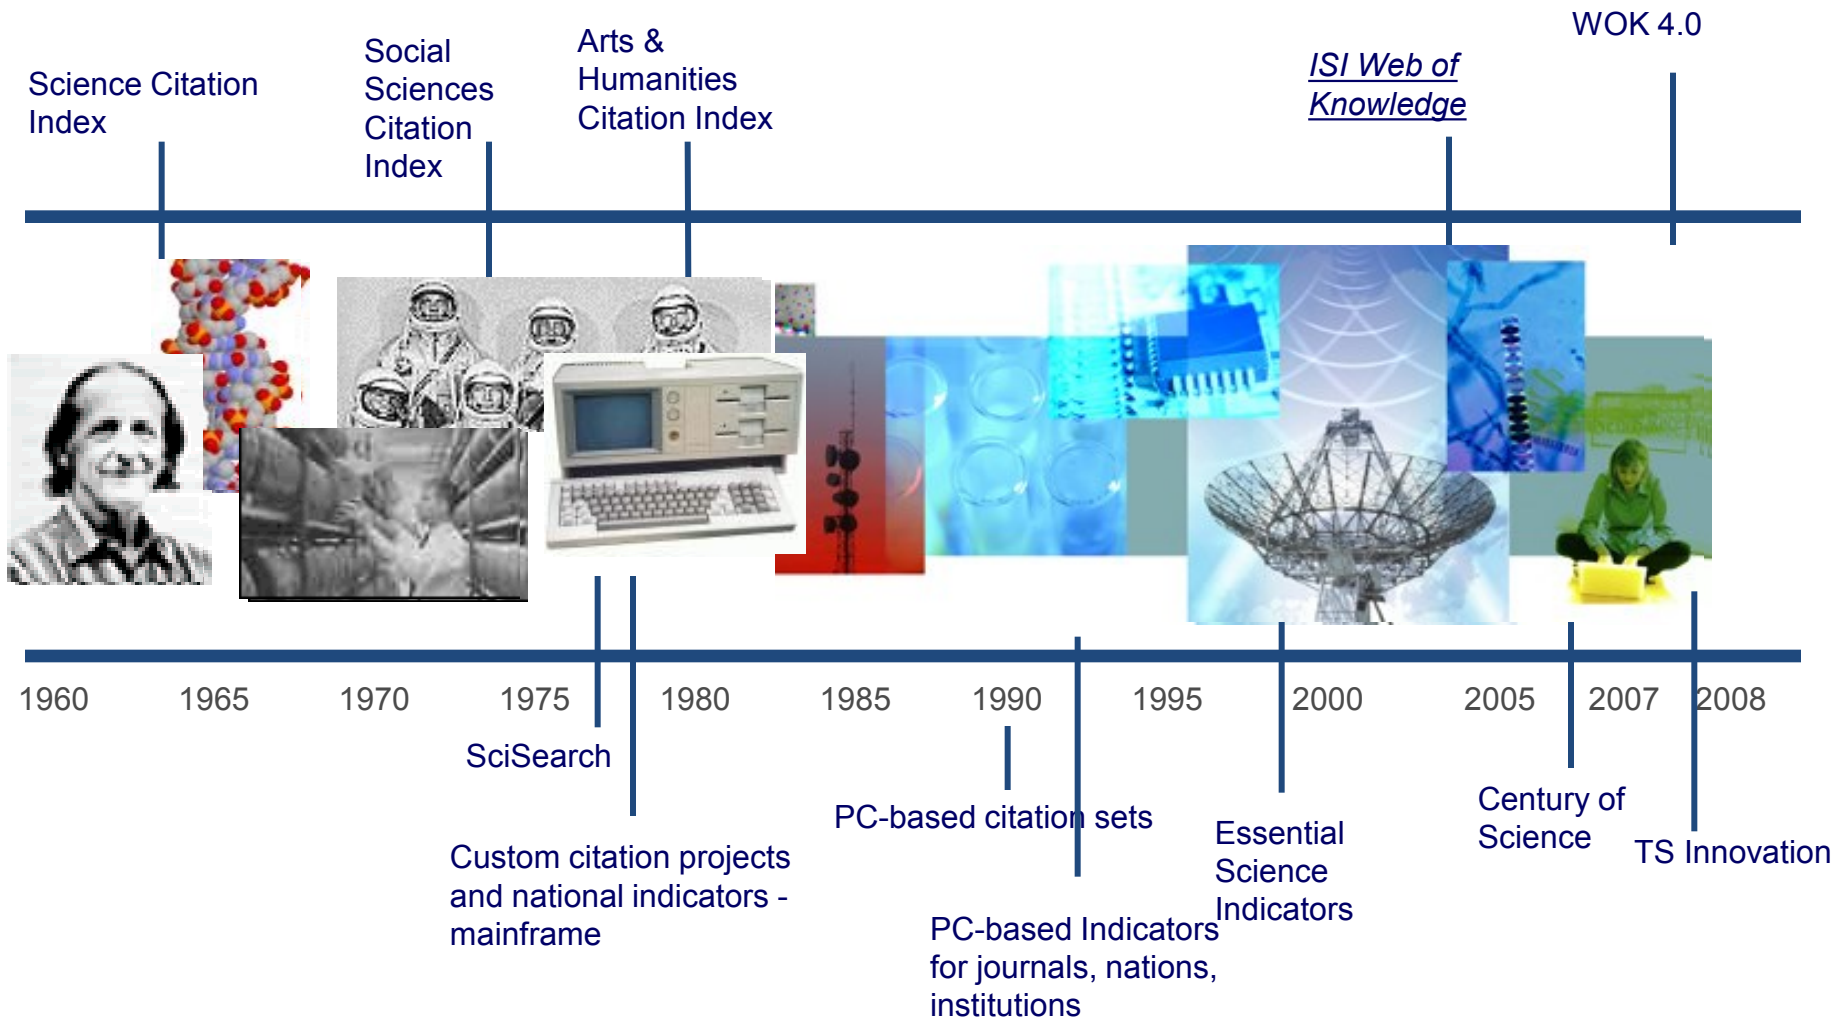 Science Citation
Index
Social
Sciences
Citation
Index
Arts &
Humanities
Citation Index
ISI Web of
Knowledge
WOK 4.0
1960 1965 1970 1975 1980 1985 1990 1995 2000 2005 2007 2008
SciSearch
Custom citation projects
and national indicators -
mainframe
PC-based citation sets
PC-based Indicators
for journals, nations,
institutions
Essential
Science
Indicators
Century of
Science
TS Innovation